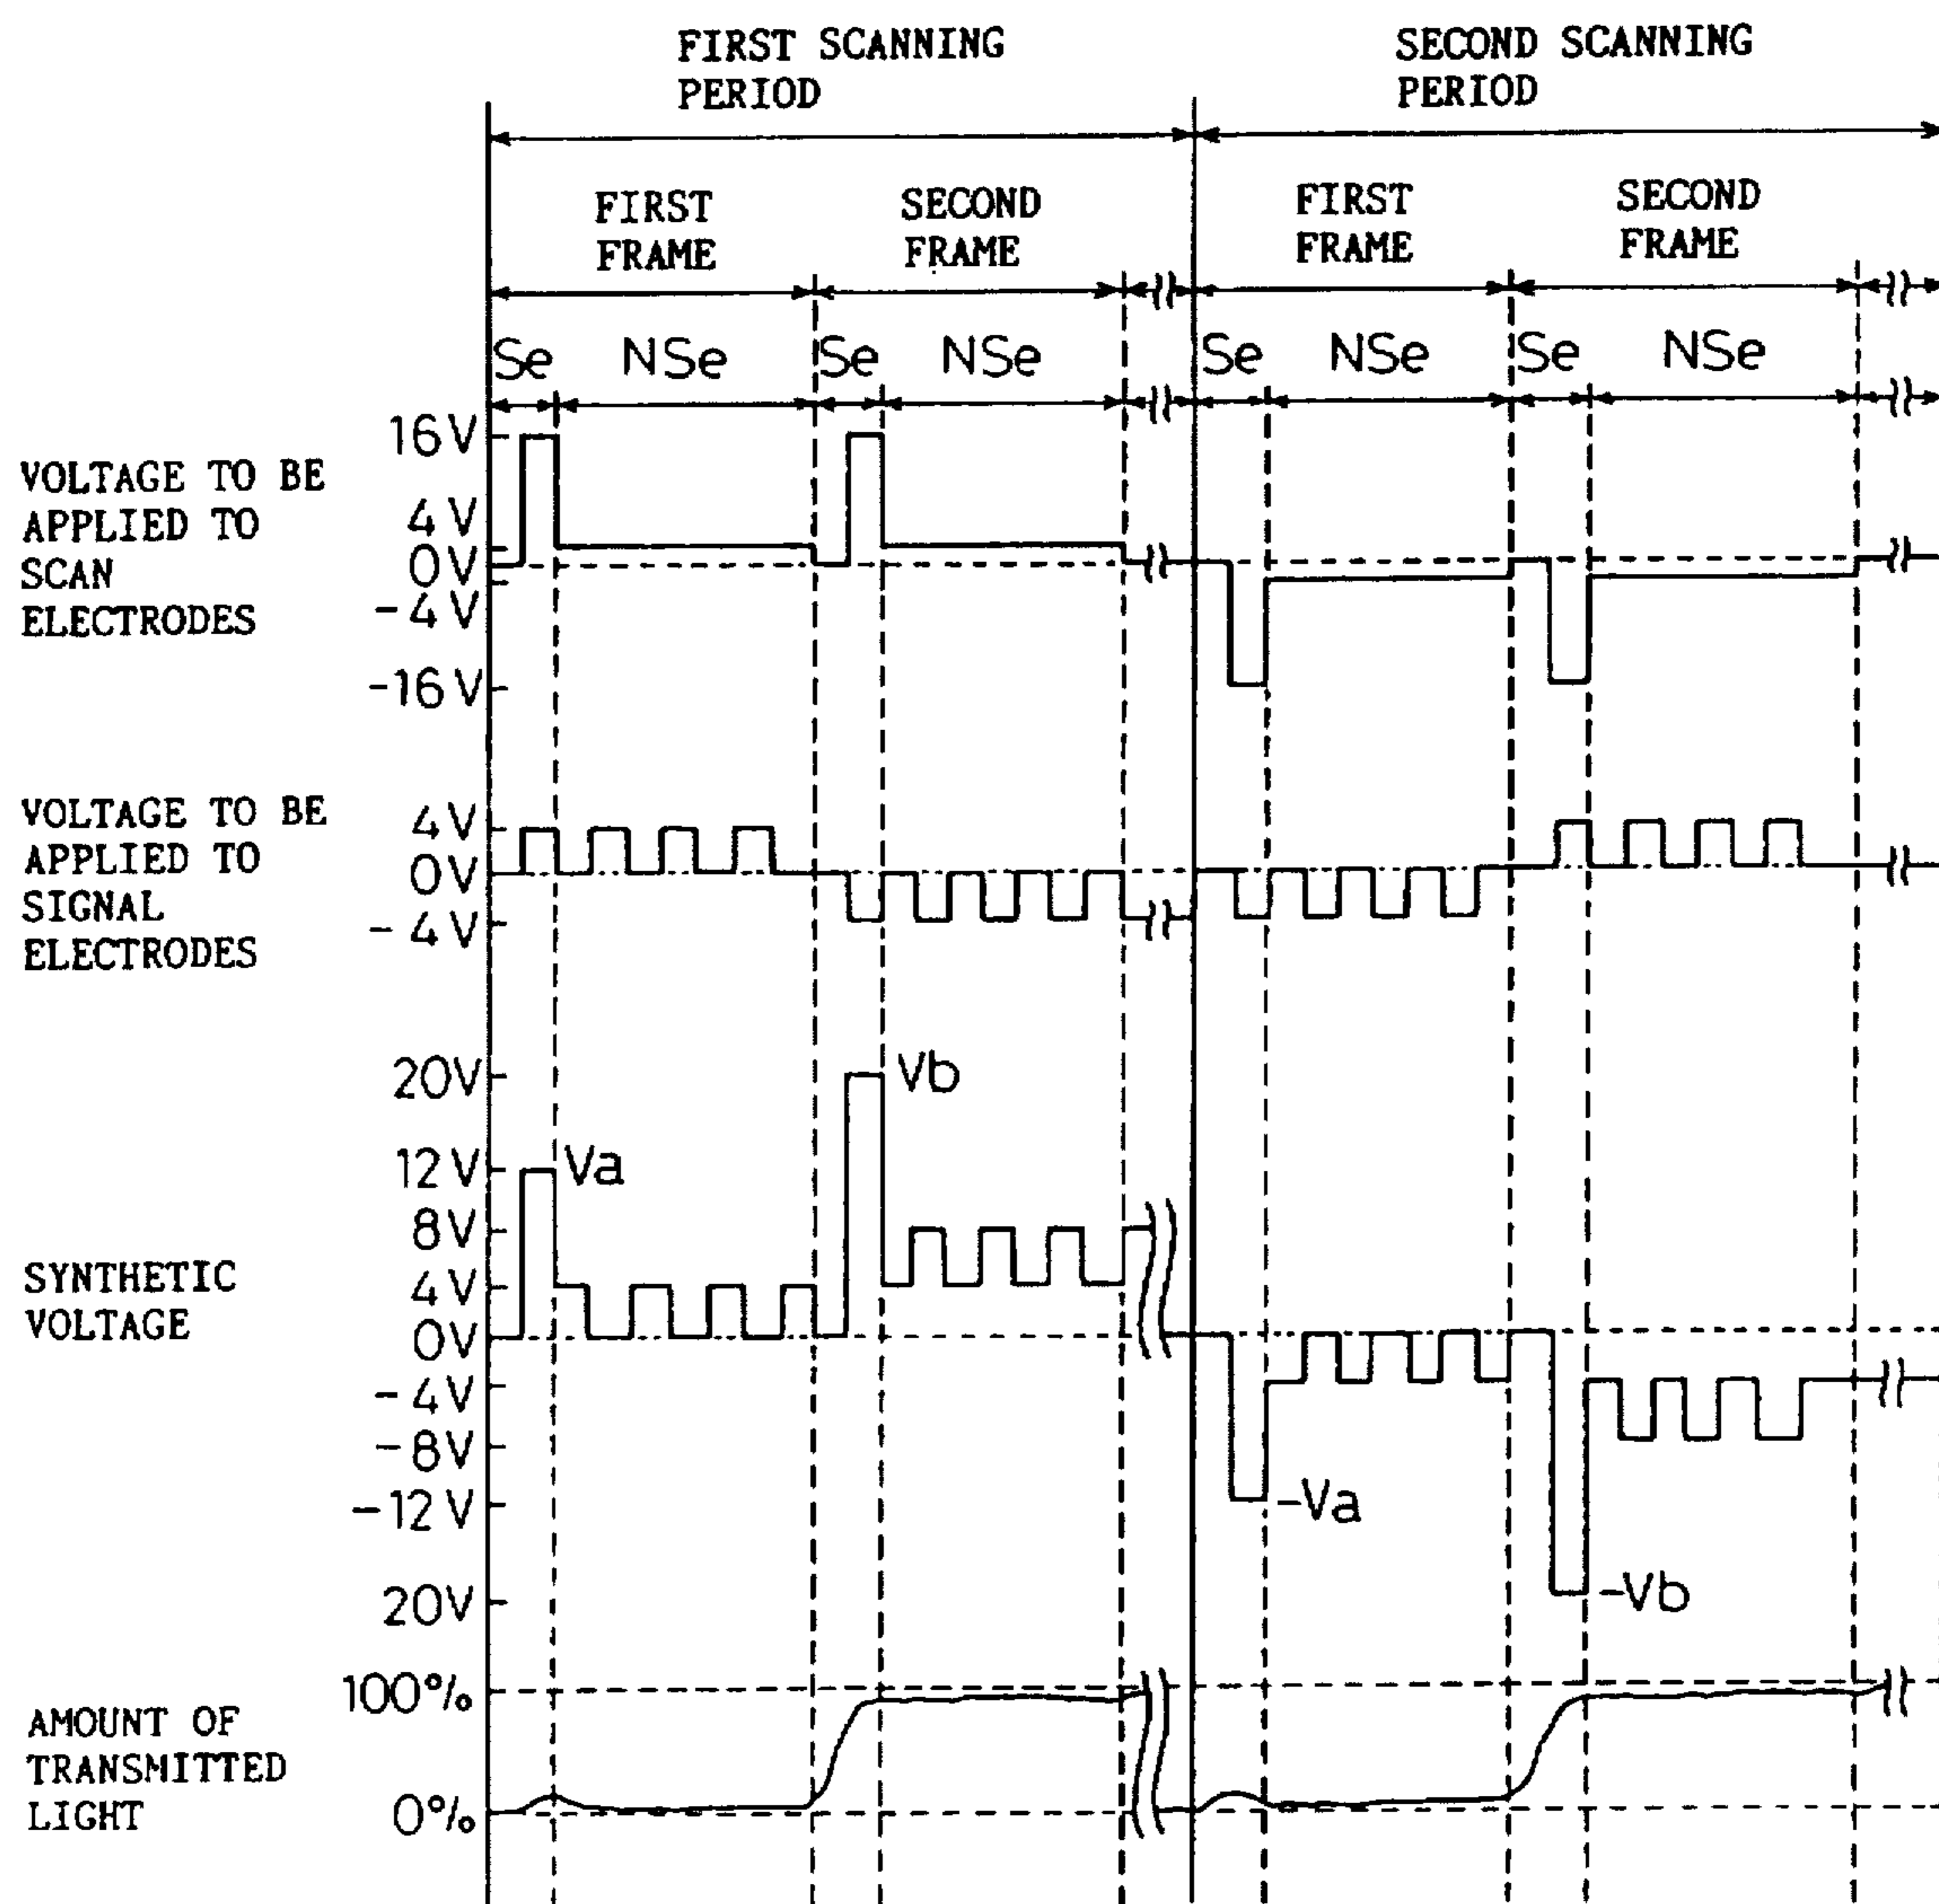 FIRST SCANNING
PERIOD
SECOND SCANNING
PERIOD
FIRST
FRAME
SECOND
FRAME
FIRST
FRAME
SECOND
FRAME
Se NSe Se NSe Se NSe Se NSe
VOLTAGE TO BE
APPLIED TO
SCAN
ELECTRODES
16V
4V
0V
-4V
-16V
VOLTAGE TO BE
APPLIED TO
SIGNAL
ELECTRODES
4V
0V
-4V
SYNTHETIC
VOLTAGE
20V
12V
8V
4V
0V
-4V
-8V
-12V
20V
Va
Vb
-Va
-Vb
AMOUNT OF
TRANSMITTED
LIGHT
100%
0%